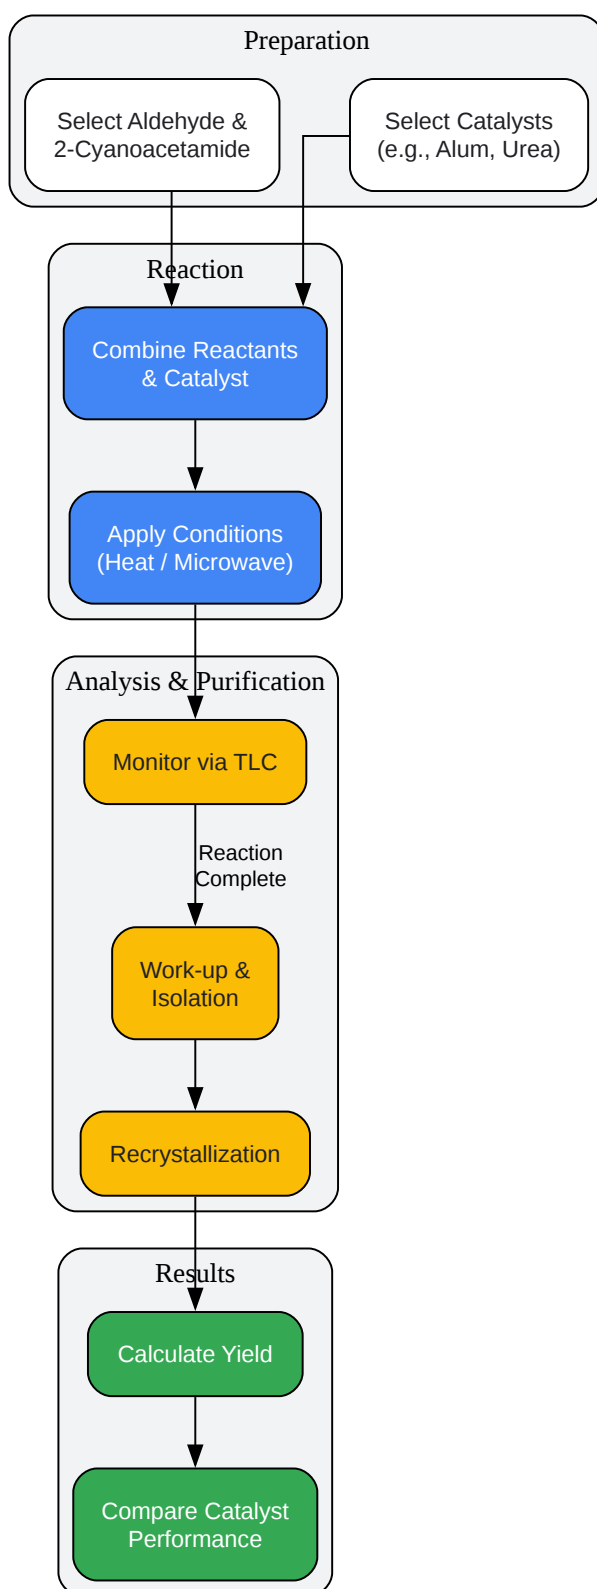 Preparation
Select Aldehyde &
2-Cyanoacetamide
Select Catalysts
(e.g., Alum, Urea)
Reaction
Combine Reactants
& Catalyst
Apply Conditions
(Heat / Microwave)
Analysis & Purification
Monitor via TLC
Reaction
Complete
Work-up &
Isolation
Recrystallization
Results
Calculate Yield
Compare Catalyst
Performance